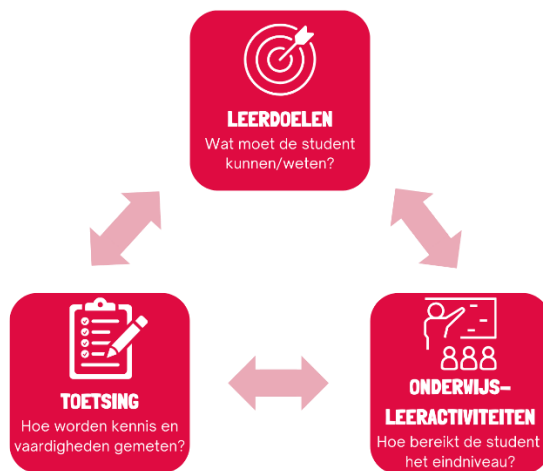 LEERDOELEN
Wat moet de student
kunnen/weten?
TOETSING
Hoe worden kennis en
vaardigheden gemeten?
ONDERWIJS-
LEERACTIVITEITEN
Hoe bereikt de student
het eindniveau?